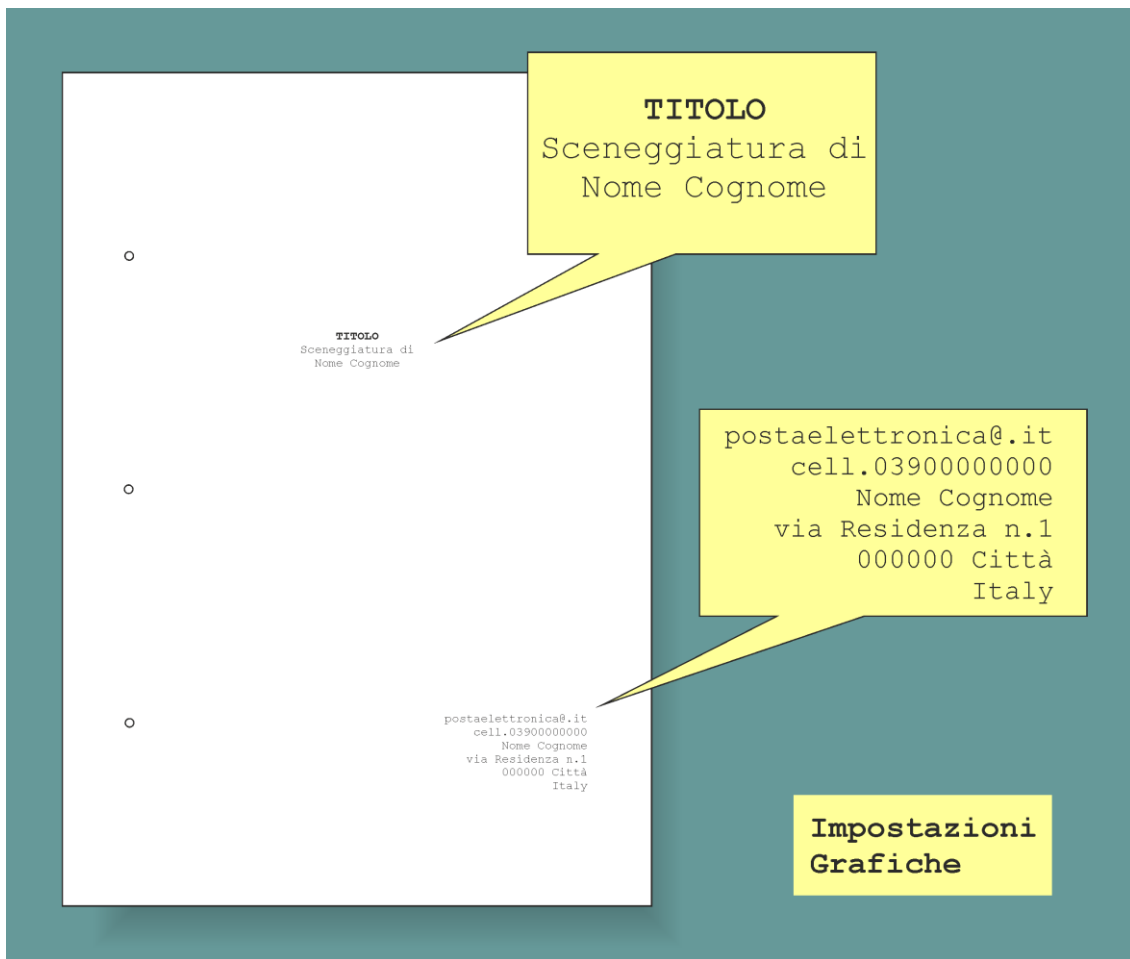 TITOLO
Sceneggiatura di
Nome Cognome
TITOLO
Sceneggiatura di
Nome Cognome
postaelettronica@.it
cell.03900000000
Nome Cognome
via Residenza n.1
000000 Città
Italy
postaelettronica@.it
cell.03900000000
Nome Cognome
via Residenza n.1
000000 Città
Italy
Impostazioni
Grafiche